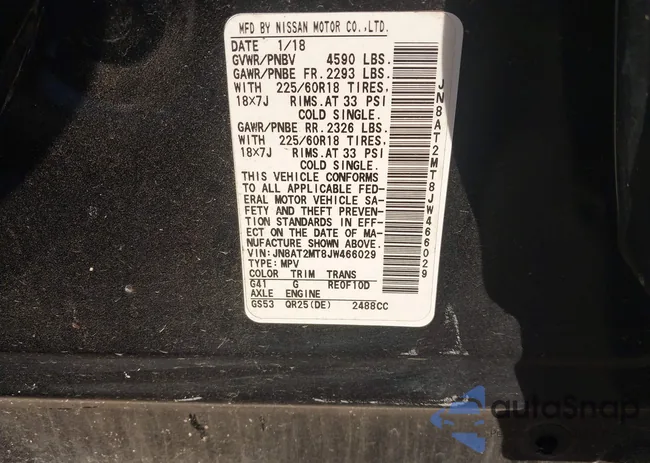 MFD BY NISSAN MOTOR CO.,LTD.
DATE 1/18
GVWR/PNBV 4590 LBS.
GAWR/PNBE FR. 2293 LBS.
WITH 225/60R18 TIRES,
18X7J RIMS.AT 33 PSI
COLD SINGLE.
GAWR/PNBE RR. 2326 LBS.
WITH 225/60R18 TIRES,
18X7J RIMS.AT 33 PSI
COLD SINGLE.
THIS VEHICLE CONFORMS
TO ALL APPLICABLE FED-
ERAL MOTOR VEHICLE SA-
FETY AND THEFT PREVEN-
TION STANDARDS IN EFF-
ECT ON THE DATE OF MA-
NUFACTURE SHOWN ABOVE.
VIN:JN8AT2MT8JW466029
TYPE:MPV
COLOR TRIM TRANS
G41 G RE0F10D
AXLE ENGINE
GS53 QR25(DE) 2488CC
JN8AT2MT8JW466029
autoSnap